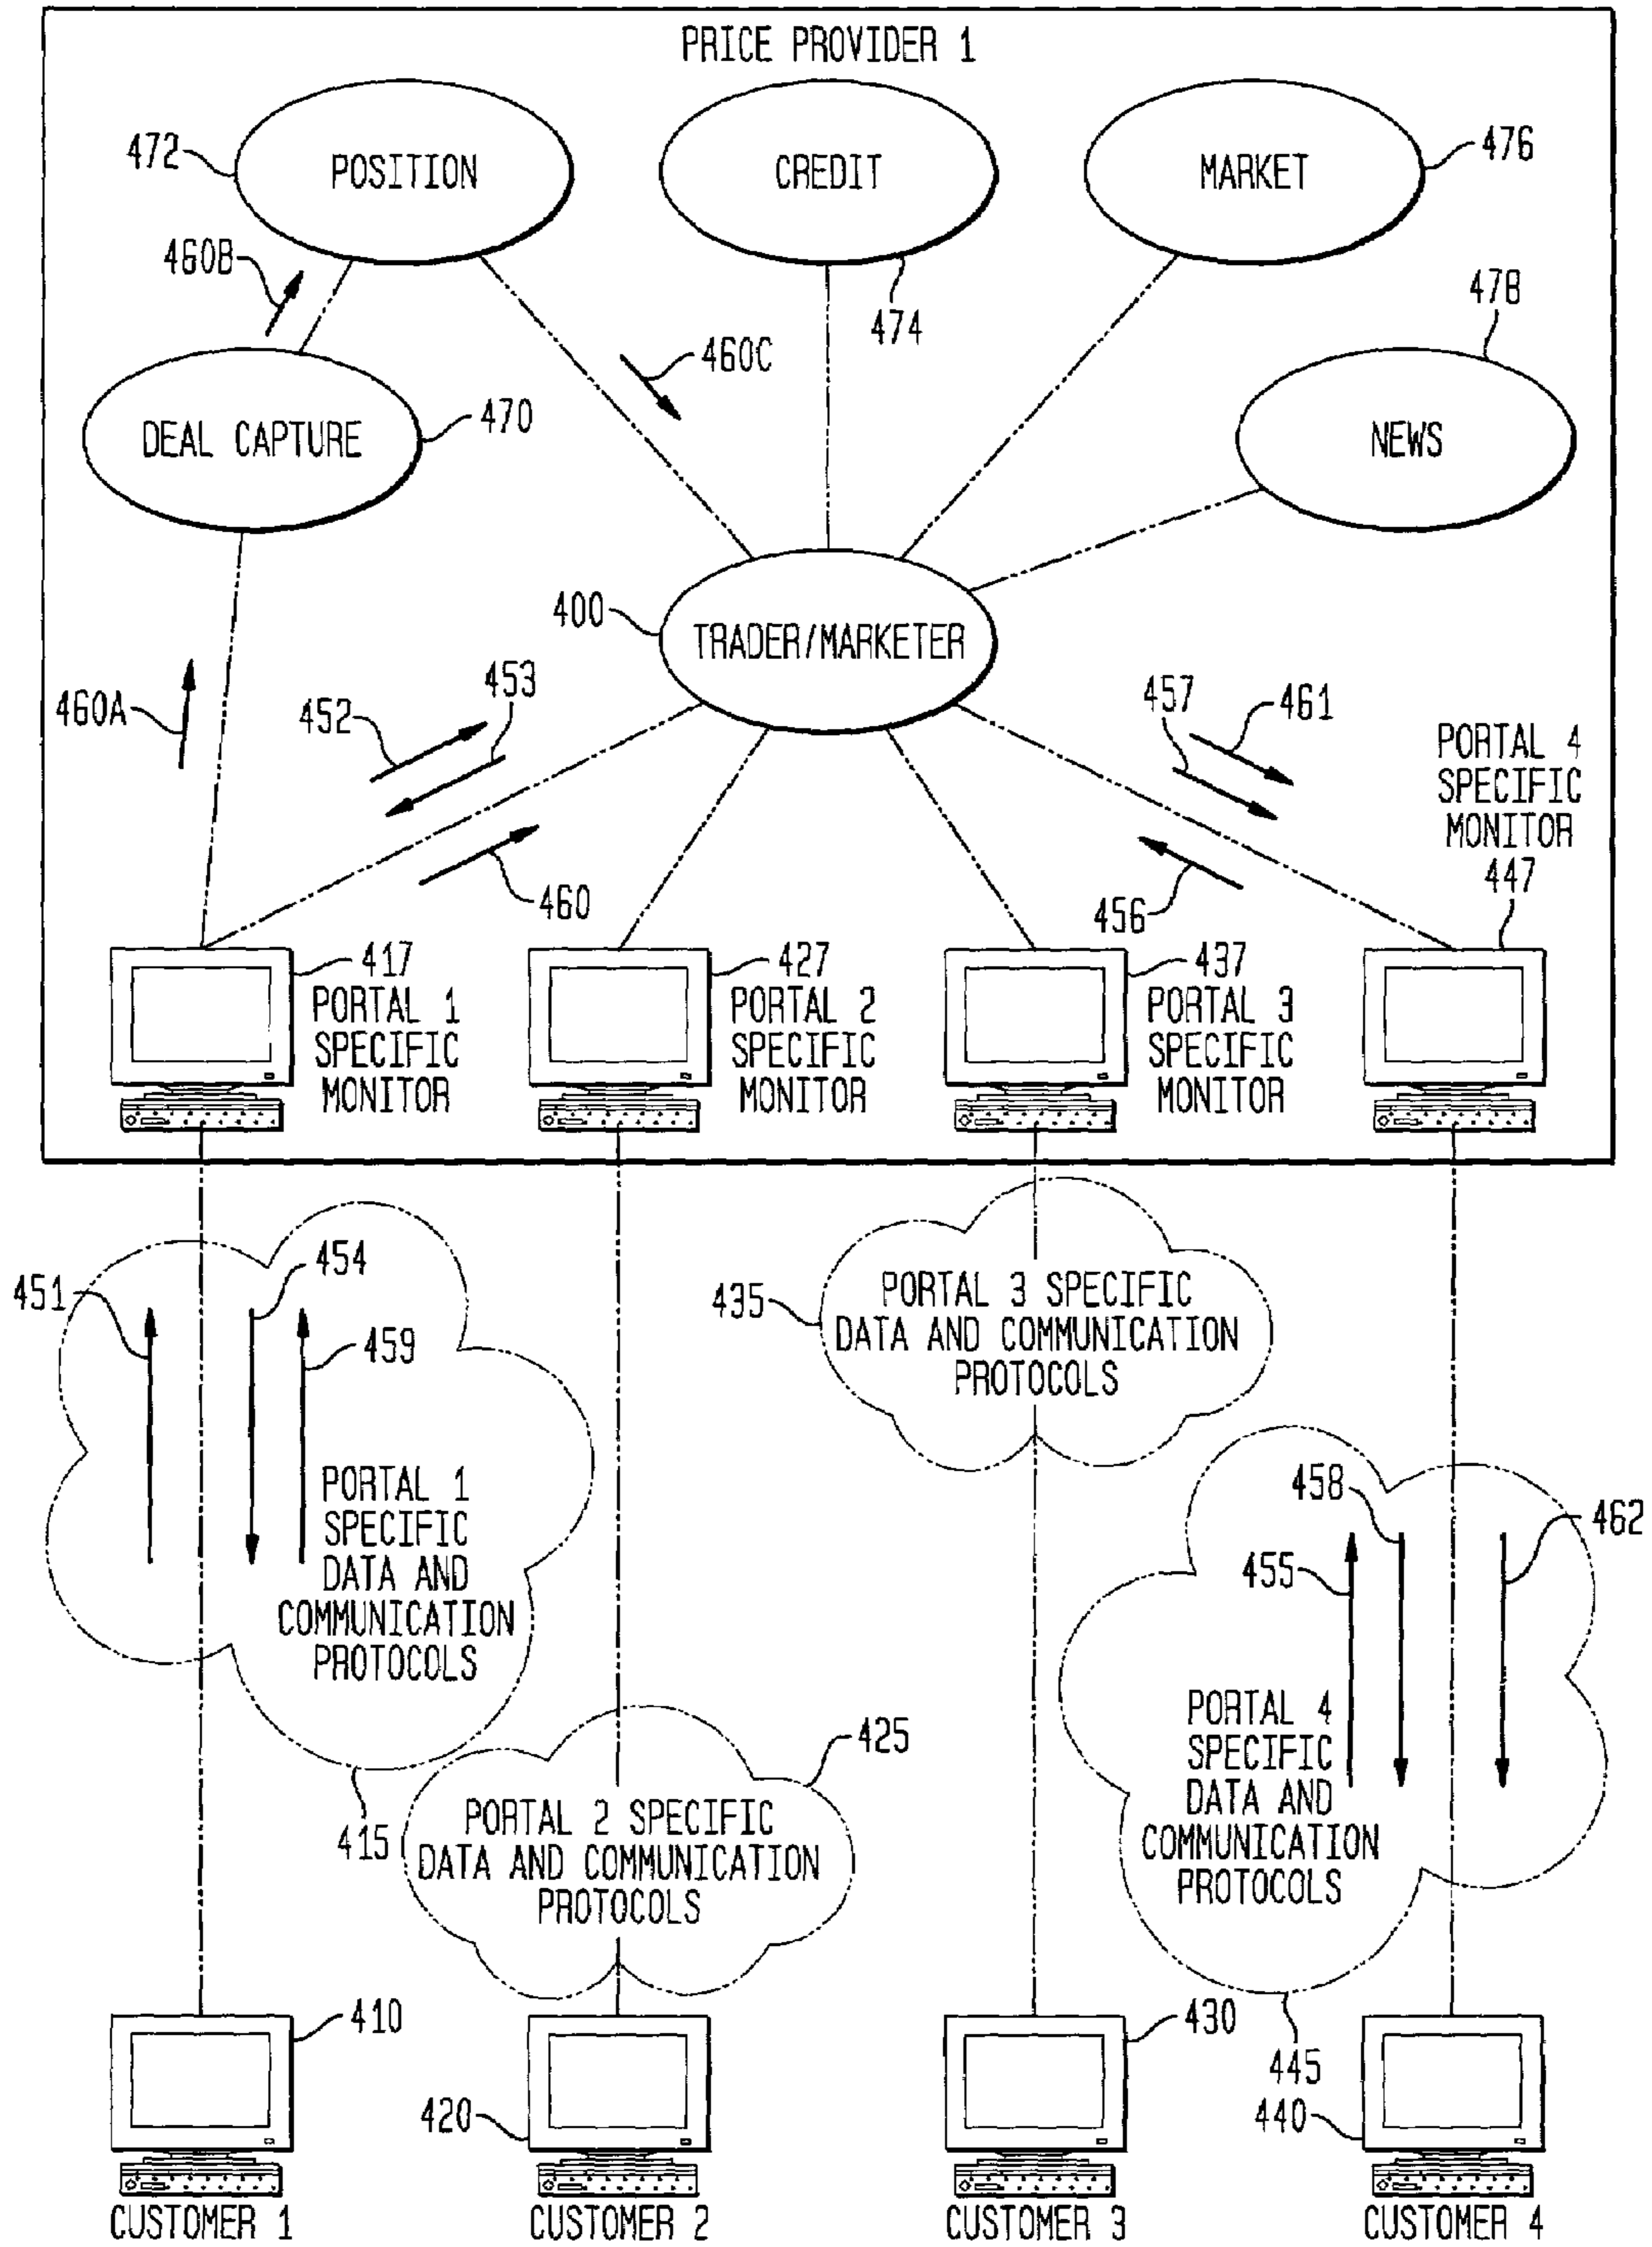 PRICE PROVIDER 1
472
POSITION
CREDIT
MARKET
476
460B
474
478
460C
DEAL CAPTURE
470
NEWS
400
TRADER/MARKETER
460A
452
453
457
461
PORTAL 4
SPECIFIC
MONITOR
447
460
456
417
PORTAL 1
SPECIFIC
MONITOR
427
PORTAL 2
SPECIFIC
MONITOR
437
PORTAL 3
SPECIFIC
MONITOR
451
454
459
PORTAL 1
SPECIFIC
DATA AND
COMMUNICATION
PROTOCOLS
415
435
PORTAL 3 SPECIFIC
DATA AND COMMUNICATION
PROTOCOLS
425
PORTAL 2 SPECIFIC
DATA AND COMMUNICATION
PROTOCOLS
458
462
455
PORTAL 4
SPECIFIC
DATA AND
COMMUNICATION
PROTOCOLS
445
410
420
430
440
CUSTOMER 1
CUSTOMER 2
CUSTOMER 3
CUSTOMER 4